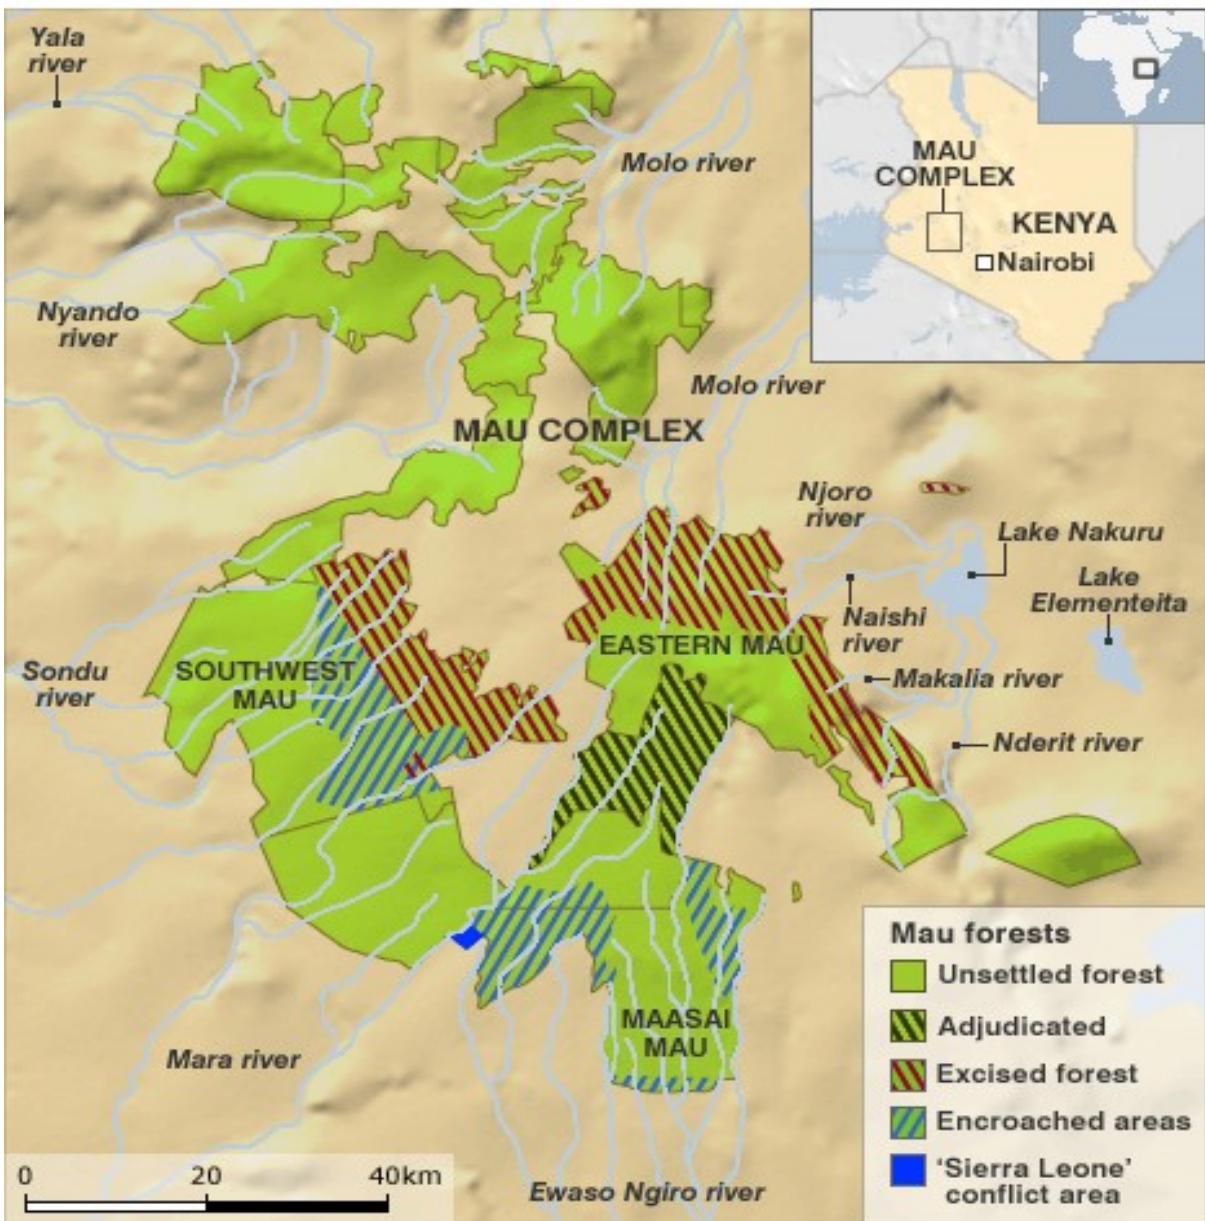 Yala
river
Molo river
MAU
COMPLEX
KENYA
Nairobi
Nyando
river
Molo river
MAU COMPLEX
Njoro
river
Lake Nakuru
Lake
Elementeita
Naishi
river
EASTERN MAU
SOUTHWEST
MAU
Sondu
river
Makalia river
Nderit river
Mau forests
Unsettled forest
Adjudicated
Excised forest
Encroached areas
‘Sierra Leone’
conflict area
MAASAI
MAU
Mara river
Ewaso Ngiro river
0 20 40km